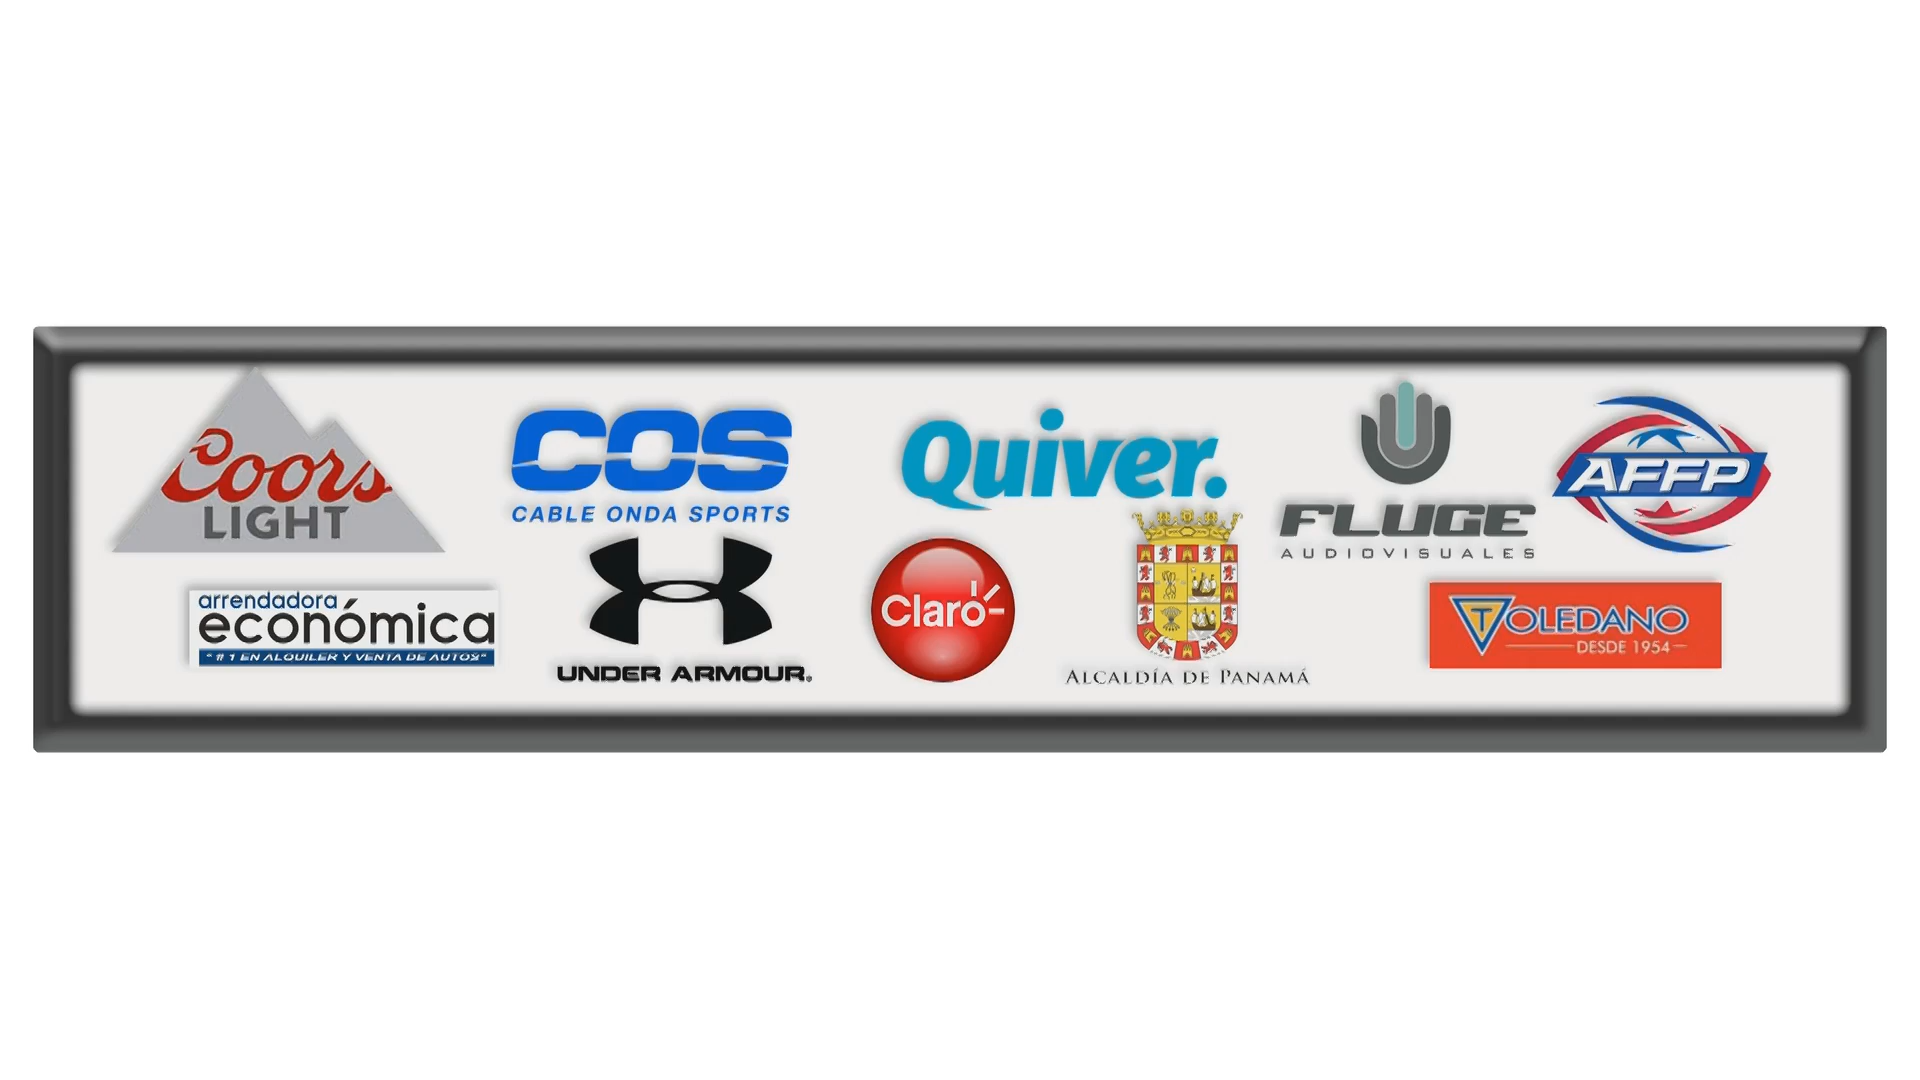 Coors
LIGHT
COS
CABLE ONDA SPORTS
Quiver.
FLUGE
AUDIOVISUALES
AFFP
arrendadora
económica
"# 1 EN ALQUILER Y VENTA DE AUTOS"
UNDER ARMOUR®
Claro
ALCALDÍA DE PANAMÁ
TOLEDANO
DESDE 1954